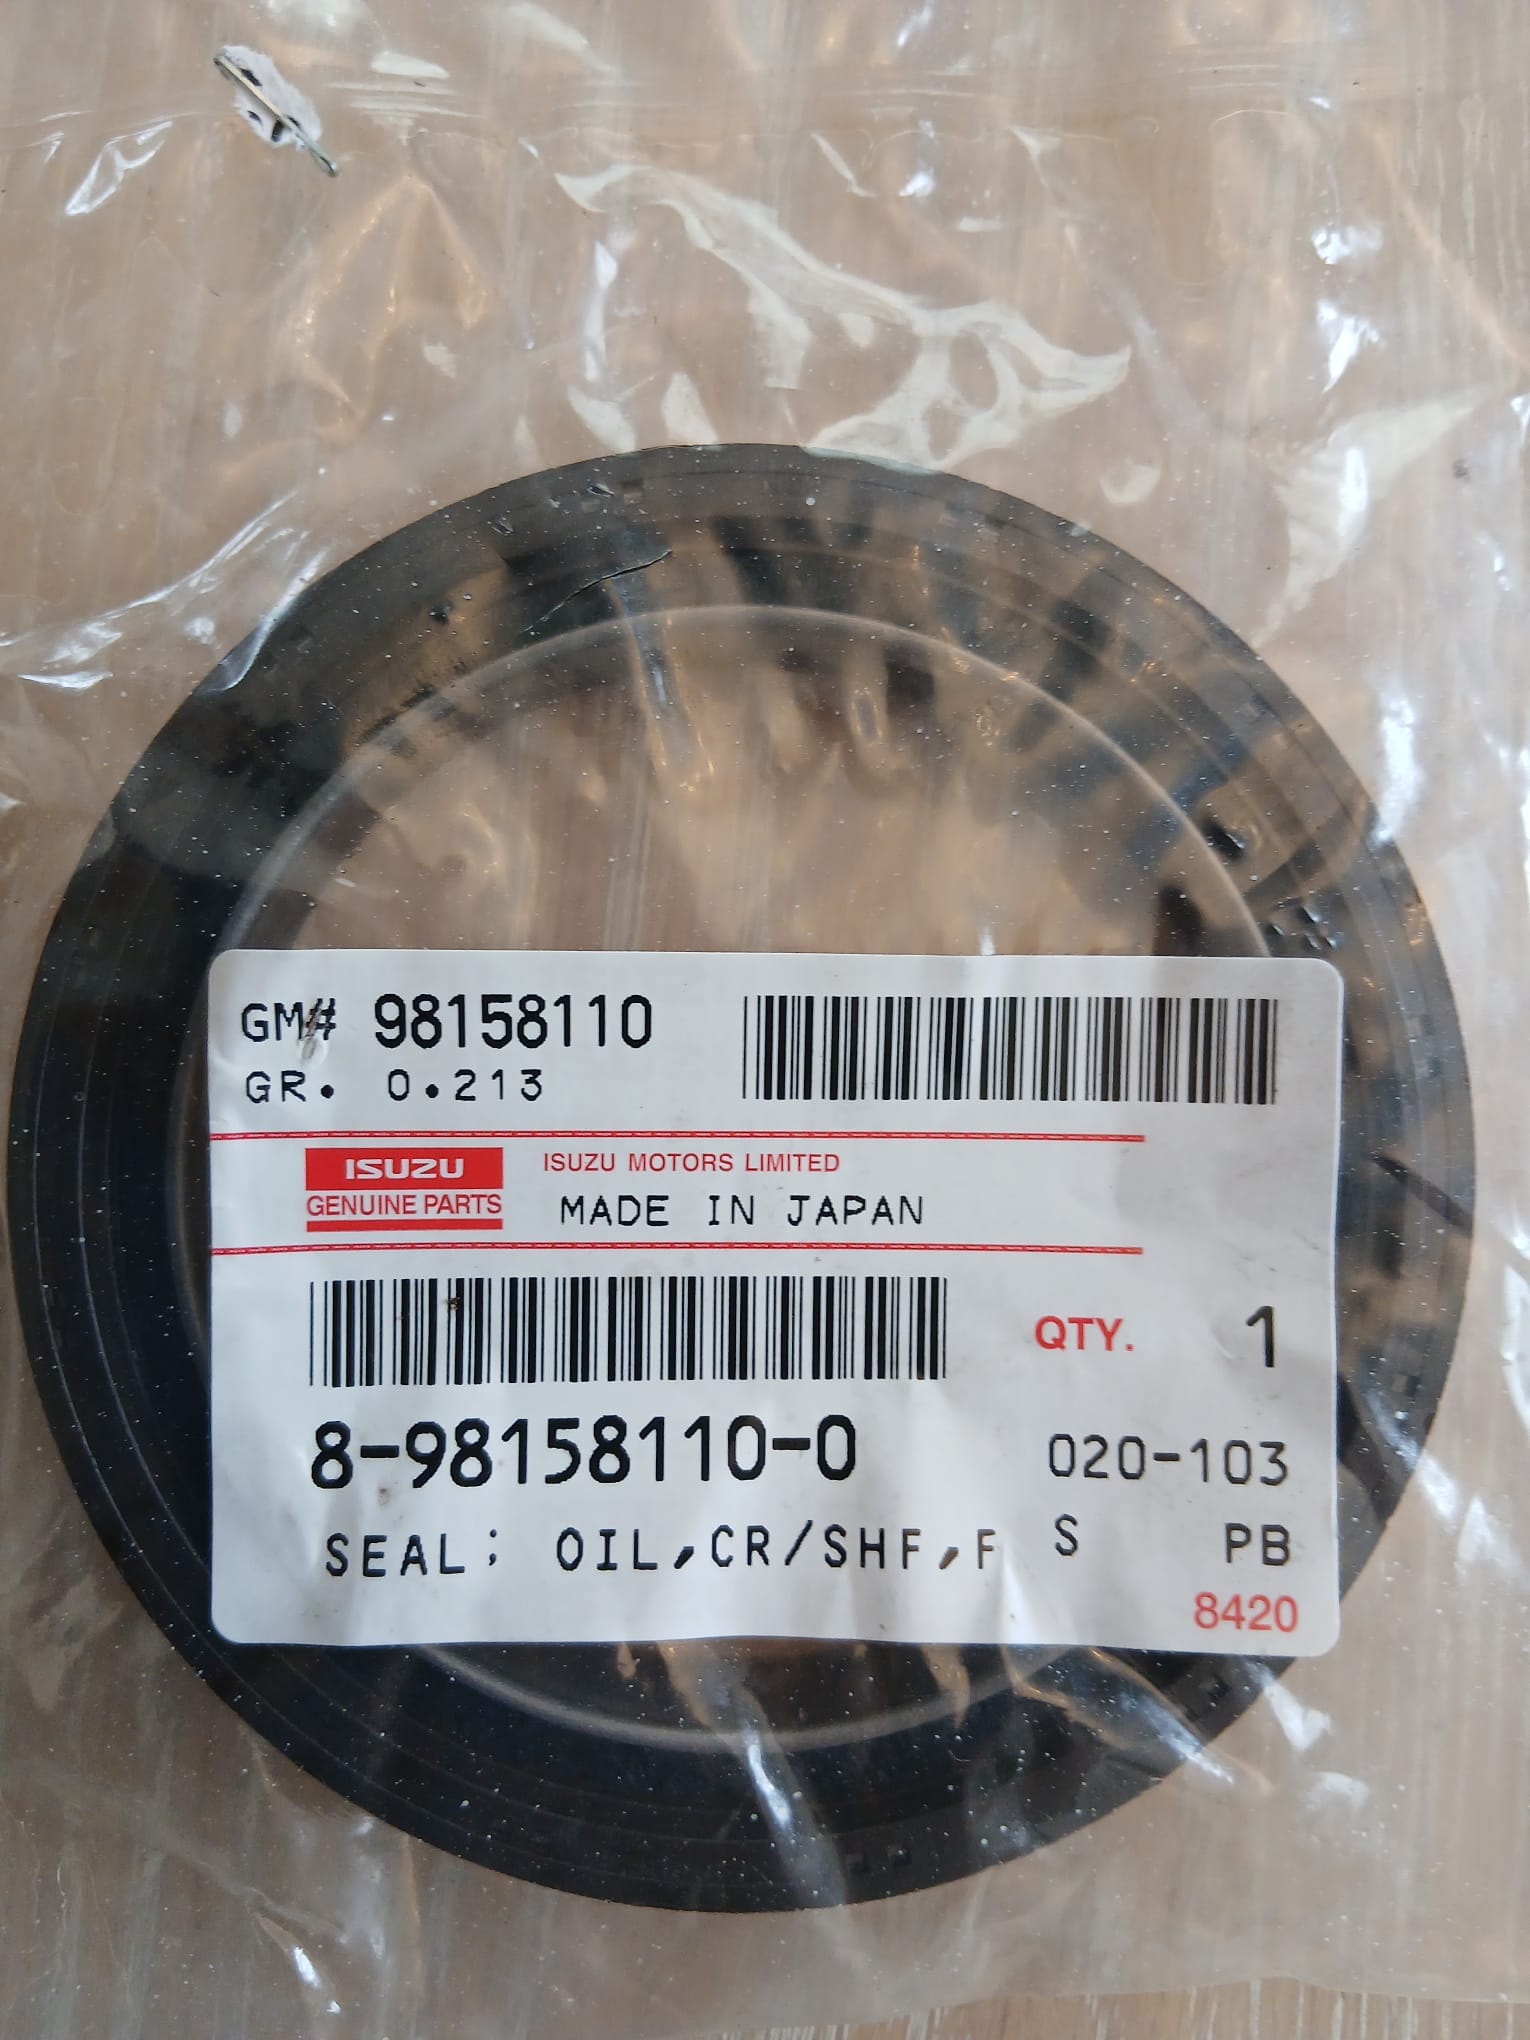 GM# 98158110
GR. 0.213
ISUZU
GENUINE PARTS
ISUZU MOTORS LIMITED
MADE IN JAPAN
QTY. 1
8-98158110-0
020-103
SEAL; OIL,CR/SHF,F S PB
8420